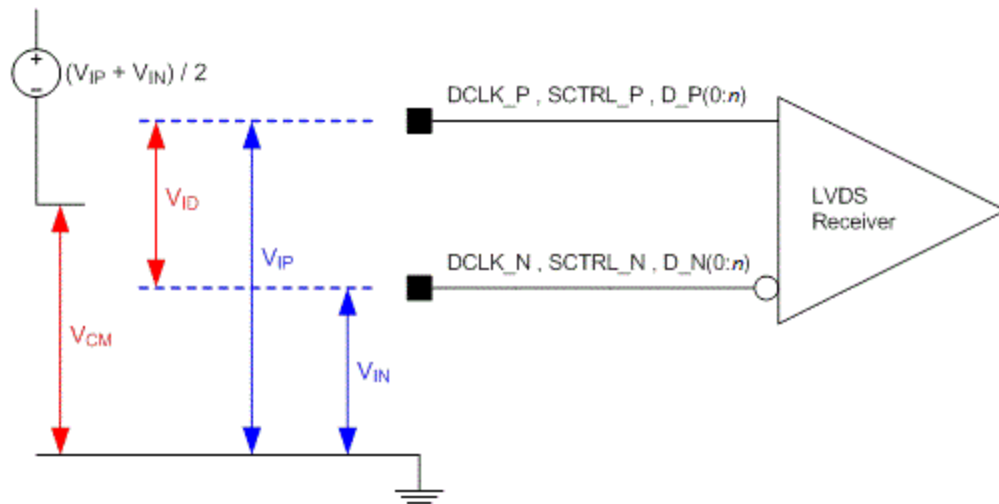 +
(VIP + VIN) / 2
–
DCLK_P , SCTRL_P , D_P(0:n)
VID
LVDS
Receiver
VIP
DCLK_N , SCTRL_N , D_N(0:n)
VCM
VIN